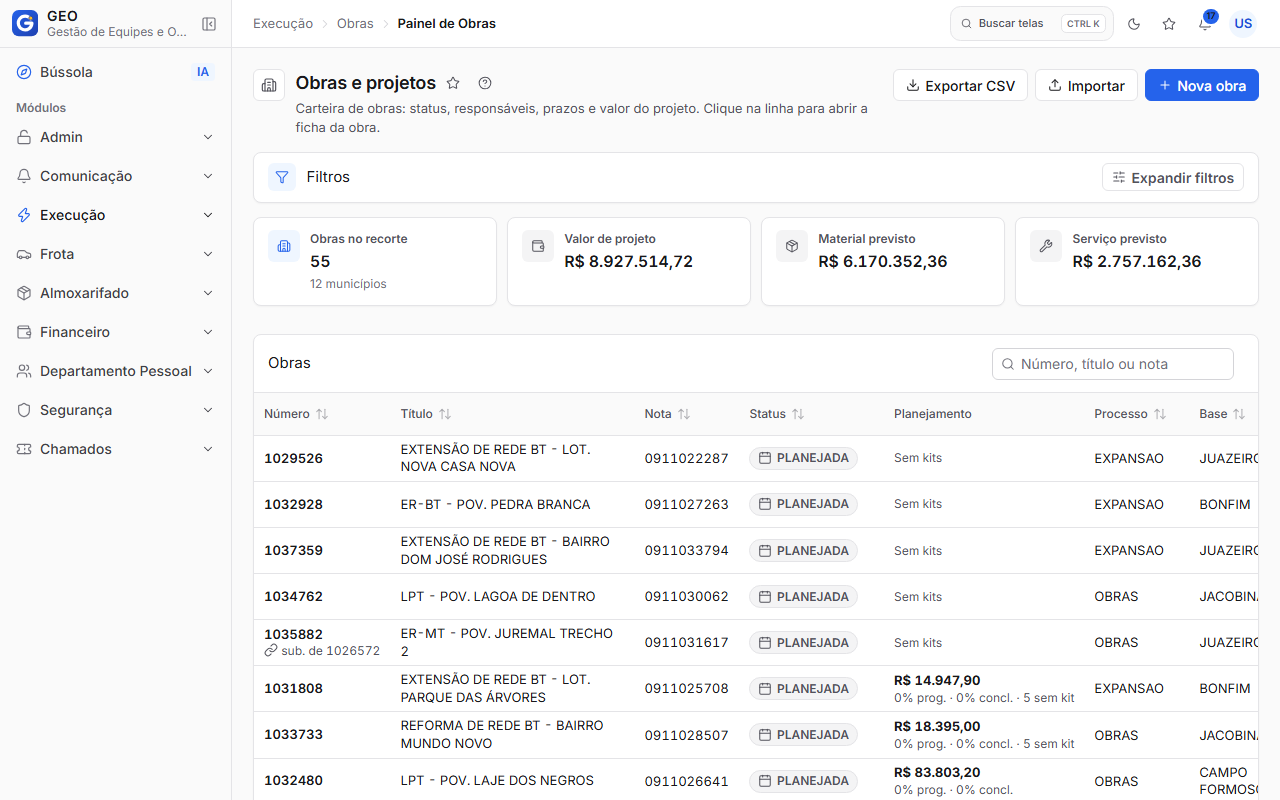 GEO
Gestão de Equipes e O...
Execução
Obras
Painel de Obras
Buscar telas
CTRL K
17
US
Bússola
IA
Módulos
Admin
Comunicação
Execução
Frota
Almoxarifado
Financeiro
Departamento Pessoal
Segurança
Chamados
Obras e projetos
Carteira de obras: status, responsáveis, prazos e valor do projeto. Clique na linha para abrir a
ficha da obra.
Exportar CSV
Importar
Nova obra
Filtros
Expandir filtros
Obras no recorte
55
12 municípios
Valor de projeto
R$ 8.927.514,72
Material previsto
R$ 6.170.352,36
Serviço previsto
R$ 2.757.162,36
Obras
Número, título ou nota
Número Título Nota Status Planejamento Processo Base
1029526 EXTENSÃO DE REDE BT - LOT.
NOVA CASA NOVA 0911022287 PLANEJADA Sem kits EXPANSAO JUAZEIRO
1032928 ER-BT - POV. PEDRA BRANCA 0911027263 PLANEJADA Sem kits EXPANSAO BONFIM
1037359 EXTENSÃO DE REDE BT - BAIRRO
DOM JOSÉ RODRIGUES 0911033794 PLANEJADA Sem kits EXPANSAO JUAZEIRO
1034762 LPT - POV. LAGOA DE DENTRO 0911030062 PLANEJADA Sem kits OBRAS JACOBINA
1035882
sub. de 1026572 ER-MT - POV. JUREMAL TRECHO
2 0911031617 PLANEJADA Sem kits OBRAS JUAZEIRO
1031808 EXTENSÃO DE REDE BT - LOT.
PARQUE DAS ÁRVORES 0911025708 PLANEJADA R$ 14.947,90
0% prog. · 0% concl. · 5 sem kit EXPANSAO BONFIM
1033733 REFORMA DE REDE BT - BAIRRO
MUNDO NOVO 0911028507 PLANEJADA R$ 18.395,00
0% prog. · 0% concl. · 5 sem kit OBRAS JACOBINA
1032480 LPT - POV. LAJE DOS NEGROS 0911026641 PLANEJADA R$ 83.803,20
0% prog. · 0% concl. OBRAS CAMPO
FORMOSO